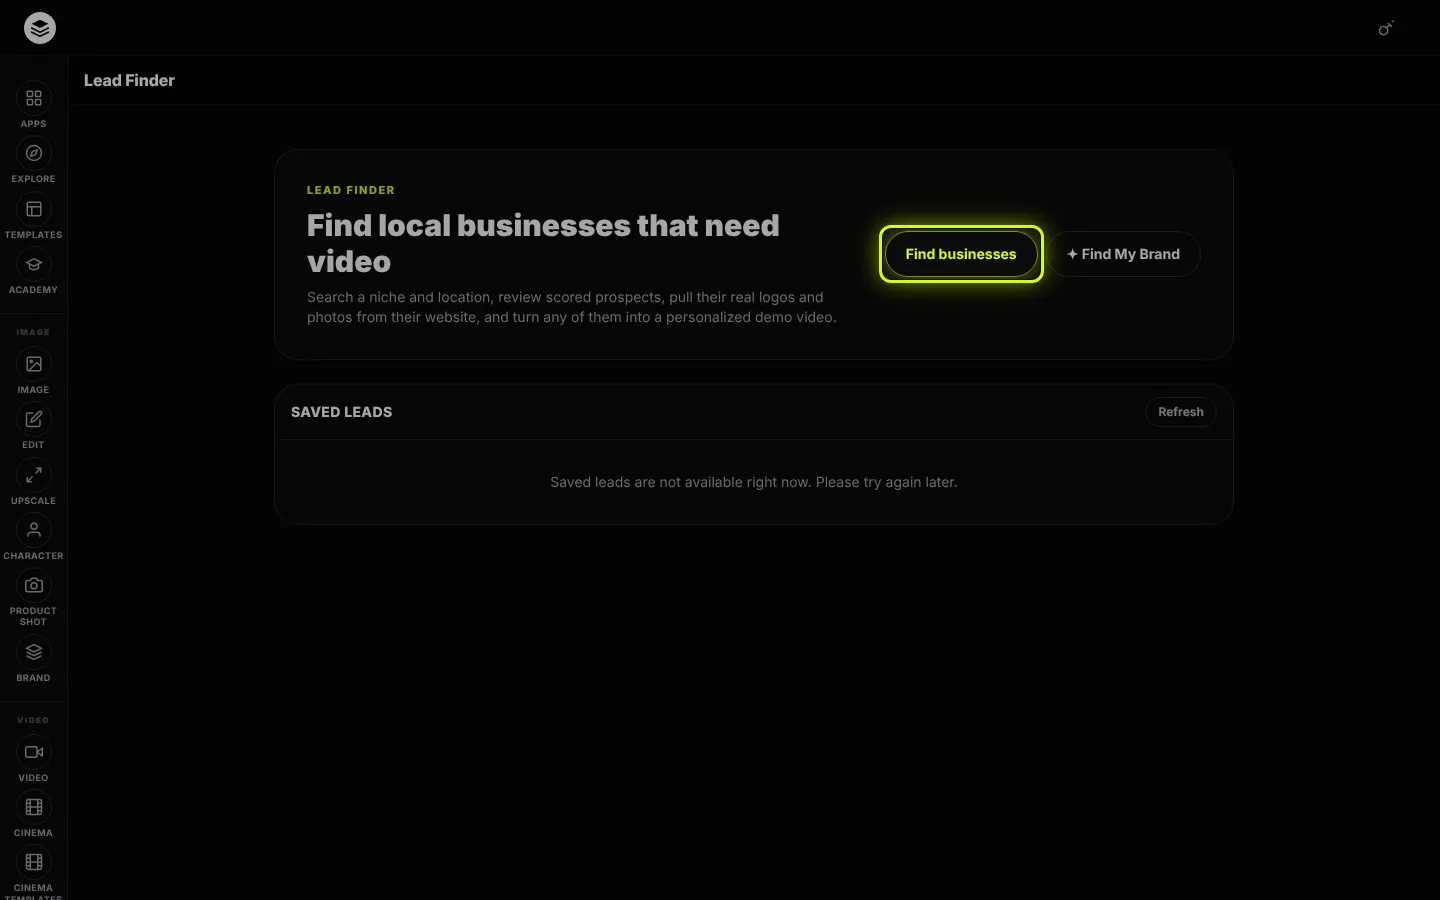 Lead Finder
APPS
EXPLORE
TEMPLATES
ACADEMY
IMAGE
IMAGE
EDIT
UPSCALE
CHARACTER
PRODUCT
SHOT
BRAND
VIDEO
VIDEO
CINEMA
CINEMA
TEMPLATES
LEAD FINDER
Find local businesses that need
video
Search a niche and location, review scored prospects, pull their real logos and
photos from their website, and turn any of them into a personalized demo video.
Find businesses
✦ Find My Brand
SAVED LEADS
Refresh
Saved leads are not available right now. Please try again later.